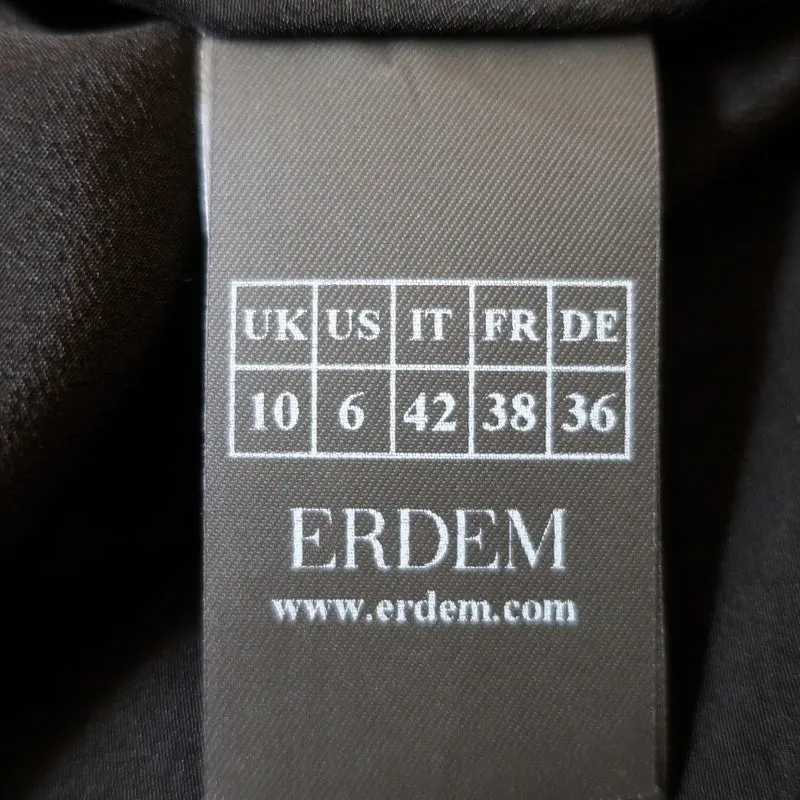 UK US IT FR DE
10 6 42 38 36
ERDEM
www.erdem.com